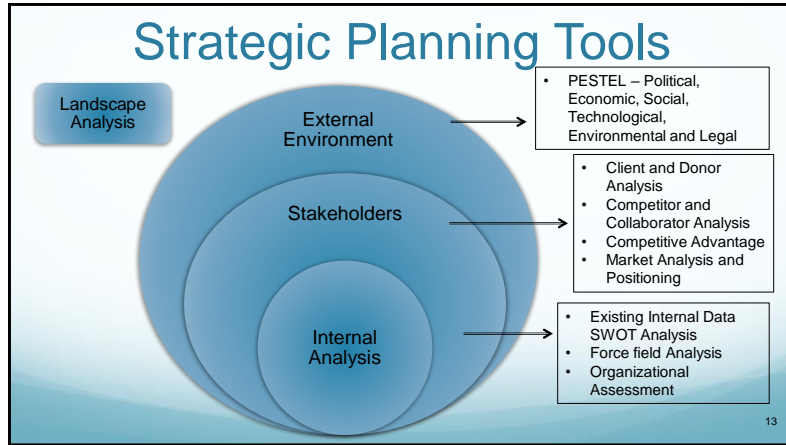 Strategic Planning Tools
Landscape
Analysis
External
Environment
• PESTEL – Political,
Economic, Social,
Technological,
Environmental and Legal
Stakeholders
• Client and Donor
Analysis
• Competitor and
Collaborator Analysis
• Competitive Advantage
• Market Analysis and
Positioning
Internal
Analysis
• Existing Internal Data
SWOT Analysis
• Force field Analysis
• Organizational
Assessment
13